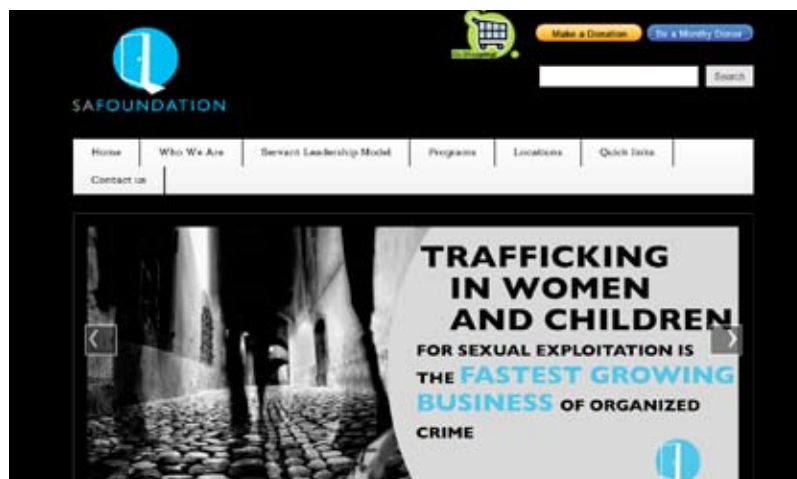 Make a Donation
Be a Monthly Donor
Search
SAFOUNDATION
Home
Who We Are
Servant Leadership Model
Programs
Locations
Quick links
Contact us
TRAFFICKING
IN WOMEN
AND CHILDREN
FOR SEXUAL EXPLOITATION IS
THE FASTEST GROWING
BUSINESS OF ORGANIZED
CRIME